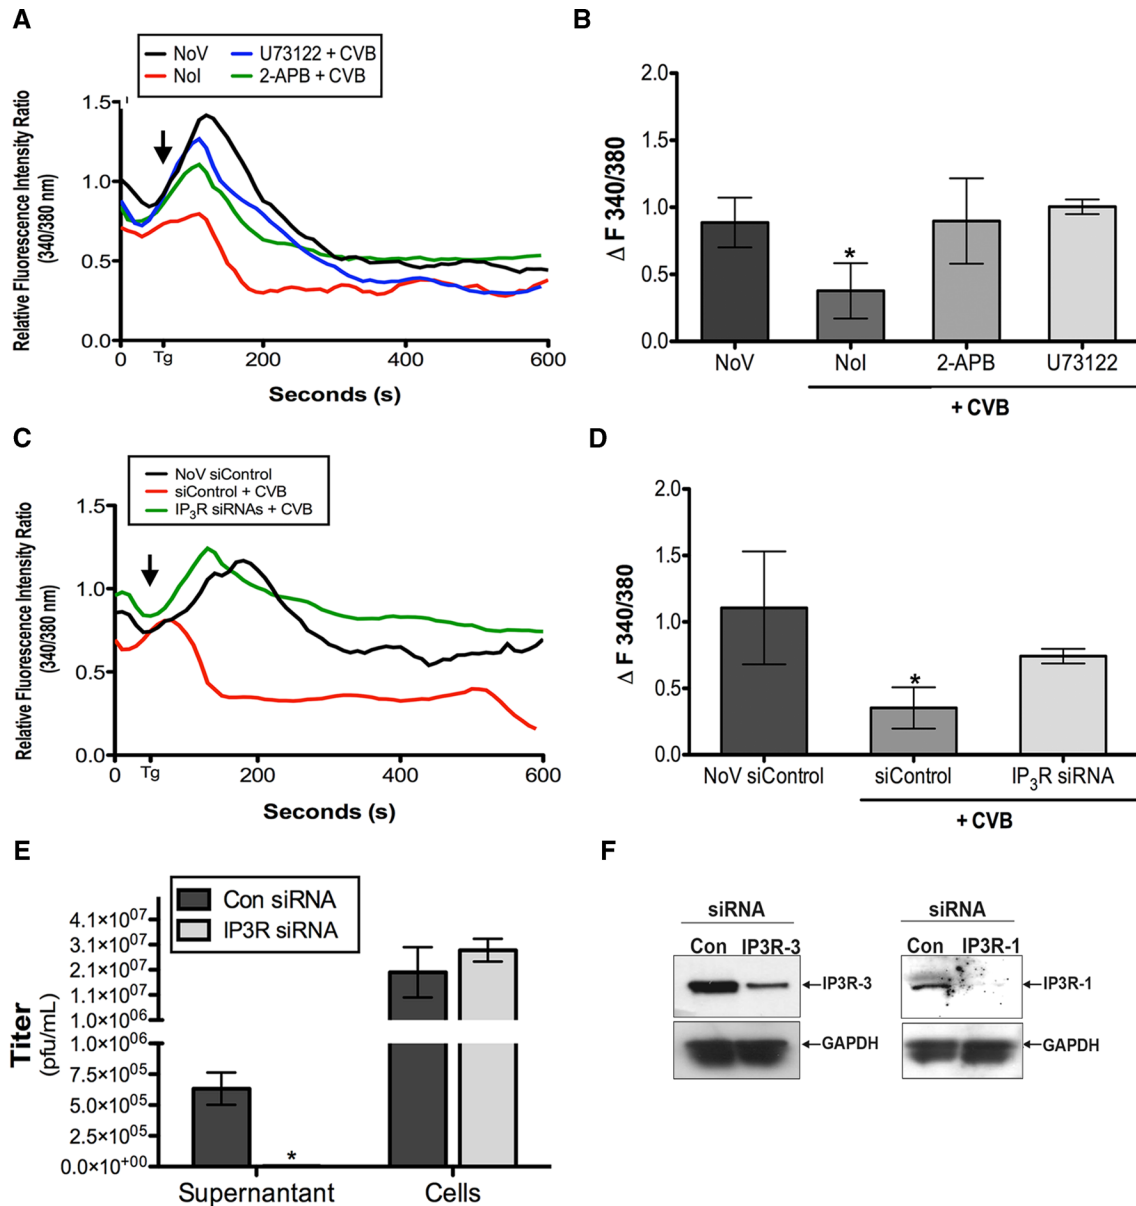 A
NoV
NoI
U73122 + CVB
2-APB + CVB
Relative Fluorescence Intensity Ratio
(340/380 nm)
1.5
1.0
0.5
0.0
0
Tg
200
400
600
Seconds (s)
B
Δ F 340/380
2.0
1.5
1.0
0.5
0.0
*
NoV
NoI
2-APB
U73122
+ CVB
C
NoV siControl
siControl + CVB
IP3R siRNAs + CVB
Relative Fluorescence Intensity Ratio
(340/380 nm)
1.5
1.0
0.5
0.0
0
Tg
200
400
600
Seconds (s)
D
Δ F 340/380
2.0
1.5
1.0
0.5
0.0
*
NoV siControl
siControl
IP3R siRNA
+ CVB
E
Con siRNA
IP3R siRNA
Titer
(pfu/mL)
4.1×10^07
3.1×10^07
2.1×10^07
1.1×10^07
1.0×10^06
1.0×10^06
7.5×10^05
5.0×10^05
2.5×10^05
0.0×10^+00
*
Supernantant
Cells
F
siRNA
Con IP3R-3
IP3R-3
GAPDH
siRNA
Con IP3R-1
IP3R-1
GAPDH